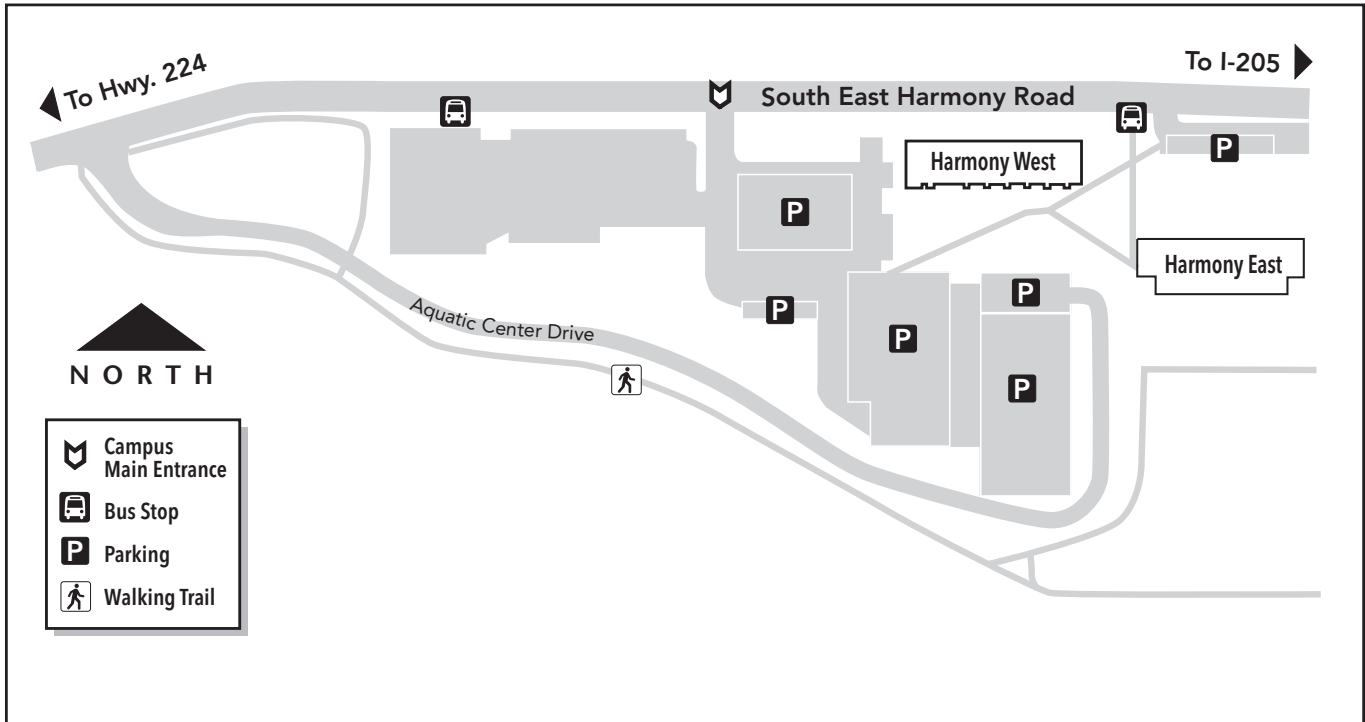 To Hwy. 224
To I-205
South East Harmony Road
Harmony West
P
P
Harmony East
P
P
Aquatic Center Drive
P
P
NORTH
Campus
Main Entrance
Bus Stop
P Parking
Walking Trail